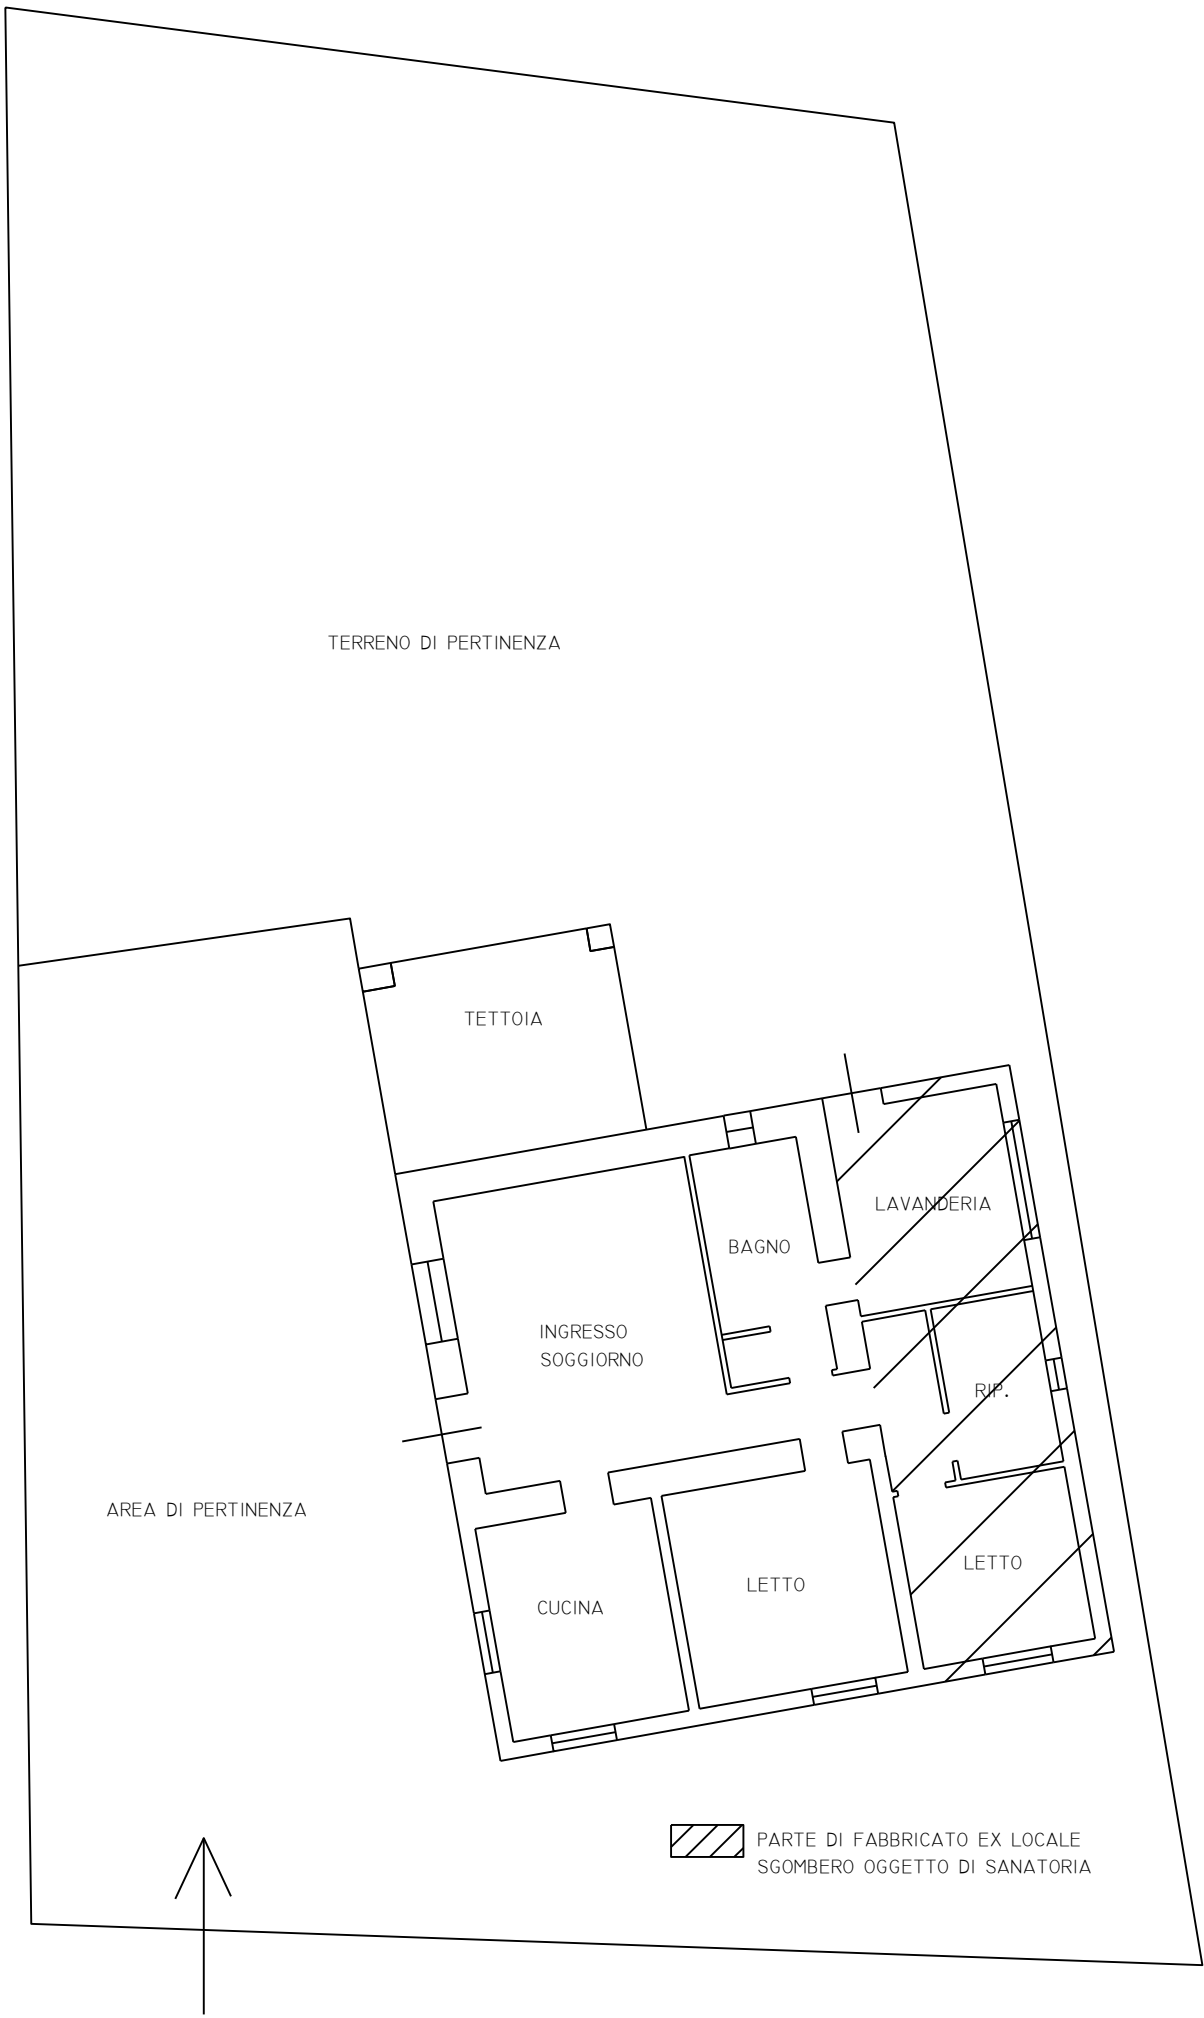 TERRENO DI PERTINENZA
TETTOIA
LAVANDERIA
BAGNO
INGRESSO
SOGGIORNO
RIP.
AREA DI PERTINENZA
LETTO
LETTO
CUCINA
PARTE DI FABBRICATO EX LOCALE
SGOMBERO OGGETTO DI SANATORIA